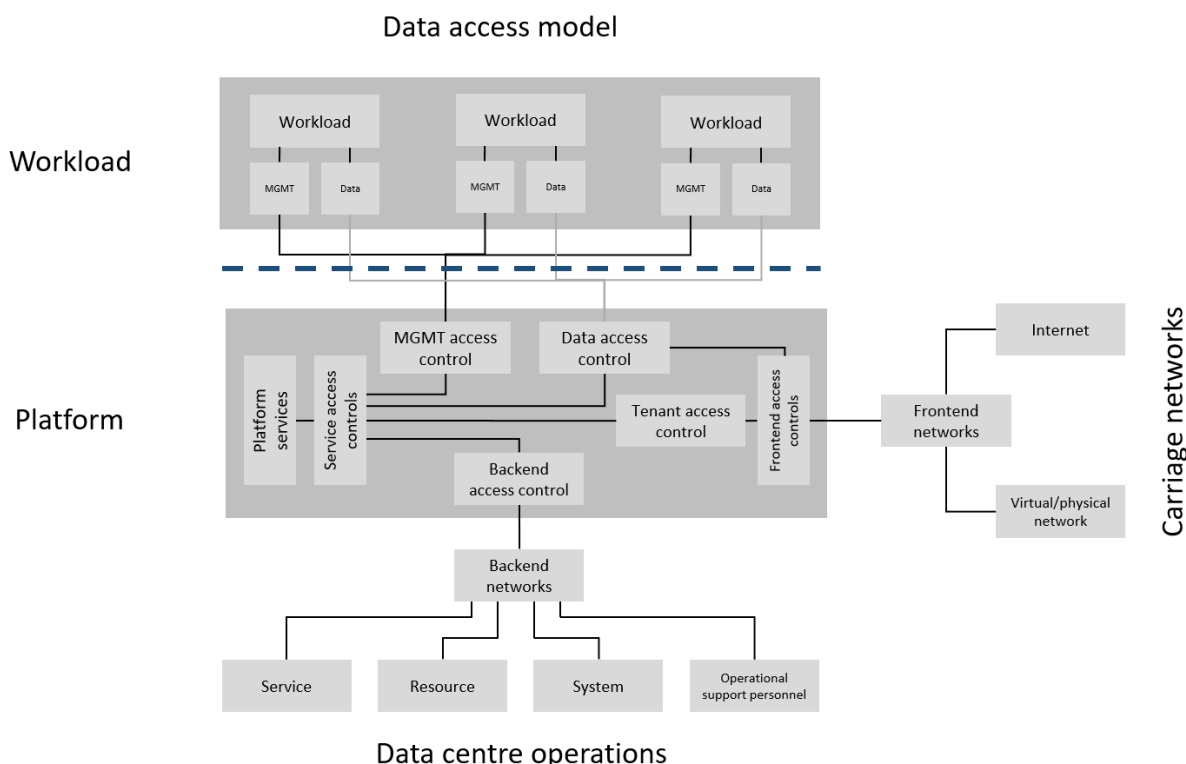 Data access model
Workload
Workload
Workload
Workload
MGMT
Data
MGMT
Data
MGMT
Data
Platform
MGMT access
control
Data access
control
Platform
services
Service access
controls
Tenant access
control
Frontend access
controls
Backend
access control
Internet
Frontend
networks
Virtual/physical
network
Carriage networks
Backend
networks
Service
Resource
System
Operational
support personnel
Data centre operations